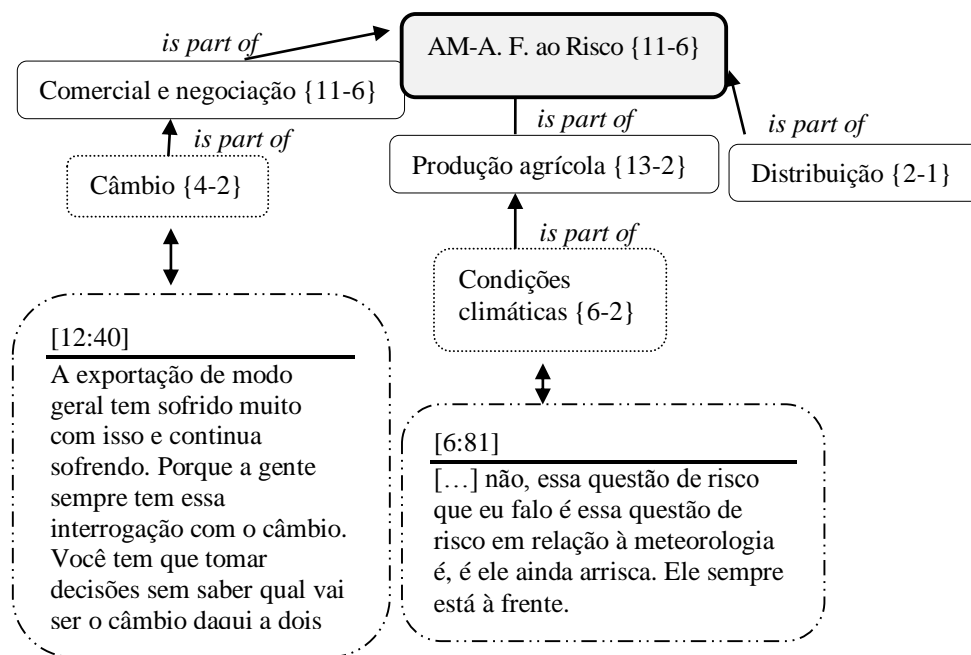 is part of
AM-A. F. ao Risco {11-6}
Comercial e negociação {11-6}
is part of
is part of
is part of
Câmbio {4-2}
Produção agrícola {13-2}
Distribuição {2-1}
is part of
Condições
climáticas {6-2}
[12:40]
A exportação de modo
geral tem sofrido muito
com isso e continua
sofrendo. Porque a gente
sempre tem essa
interrogação com o câmbio.
Você tem que tomar
decisões sem saber qual vai
ser o câmbio daqui a dois
[6:81]
[…] não, essa questão de risco
que eu falo é essa questão de
risco em relação à meteorologia
é, é ele ainda arrisca. Ele sempre
está à frente.